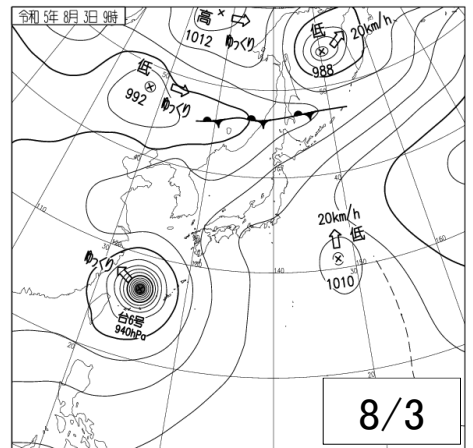 令和 5年 8月 3日 9時
高
1012
ゆっくり
低
20km/h
988
低
992
ゆっくり
20km/h
低
1010
ゆっくり
台6号
940hPa
140
20
8/3